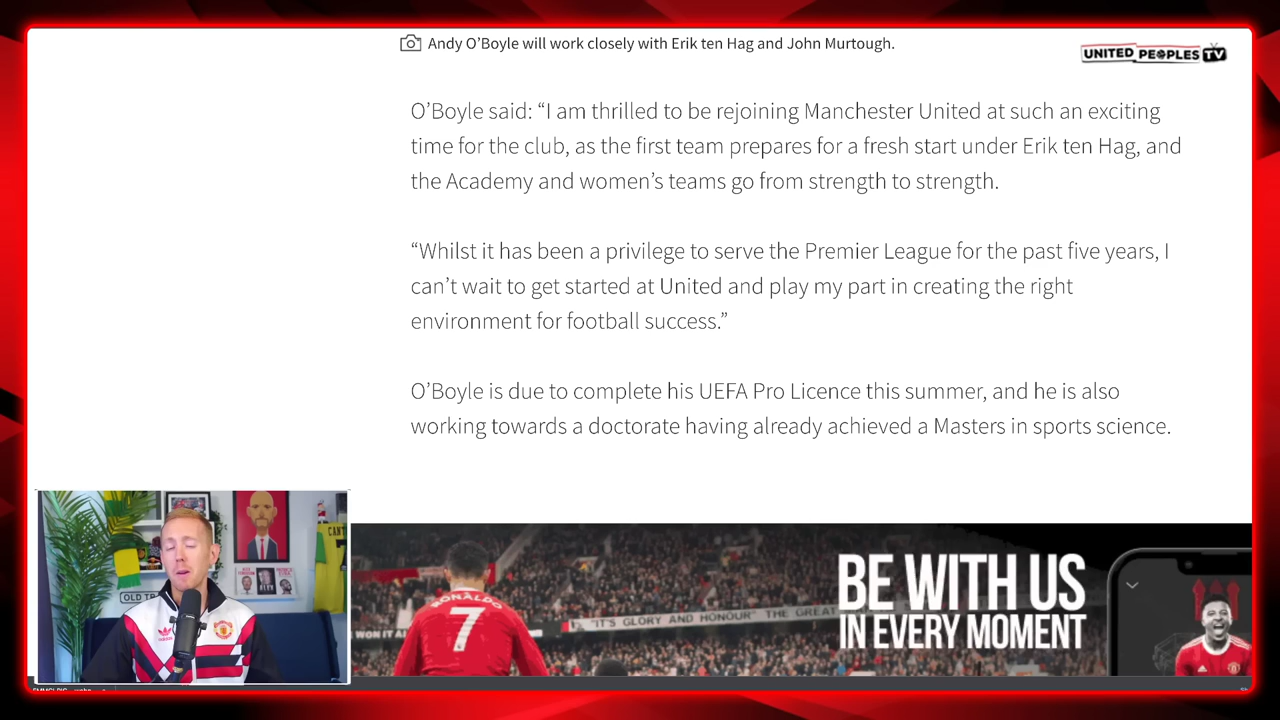 Andy O’Boyle will work closely with Erik ten Hag and John Murtough.
UNITED PEOPLES TV
O’Boyle said: “I am thrilled to be rejoining Manchester United at such an exciting
time for the club, as the first team prepares for a fresh start under Erik ten Hag, and
the Academy and women’s teams go from strength to strength.
“Whilst it has been a privilege to serve the Premier League for the past five years, I
can’t wait to get started at United and play my part in creating the right
environment for football success.”
O’Boyle is due to complete his UEFA Pro Licence this summer, and he is also
working towards a doctorate having already achieved a Masters in sports science.
CANT
OLD TR
RONALDO
7
WON IT A
"IT'S GLORY AND HONOUR" THE GREAT
BE WITH US
IN EVERY MOMENT